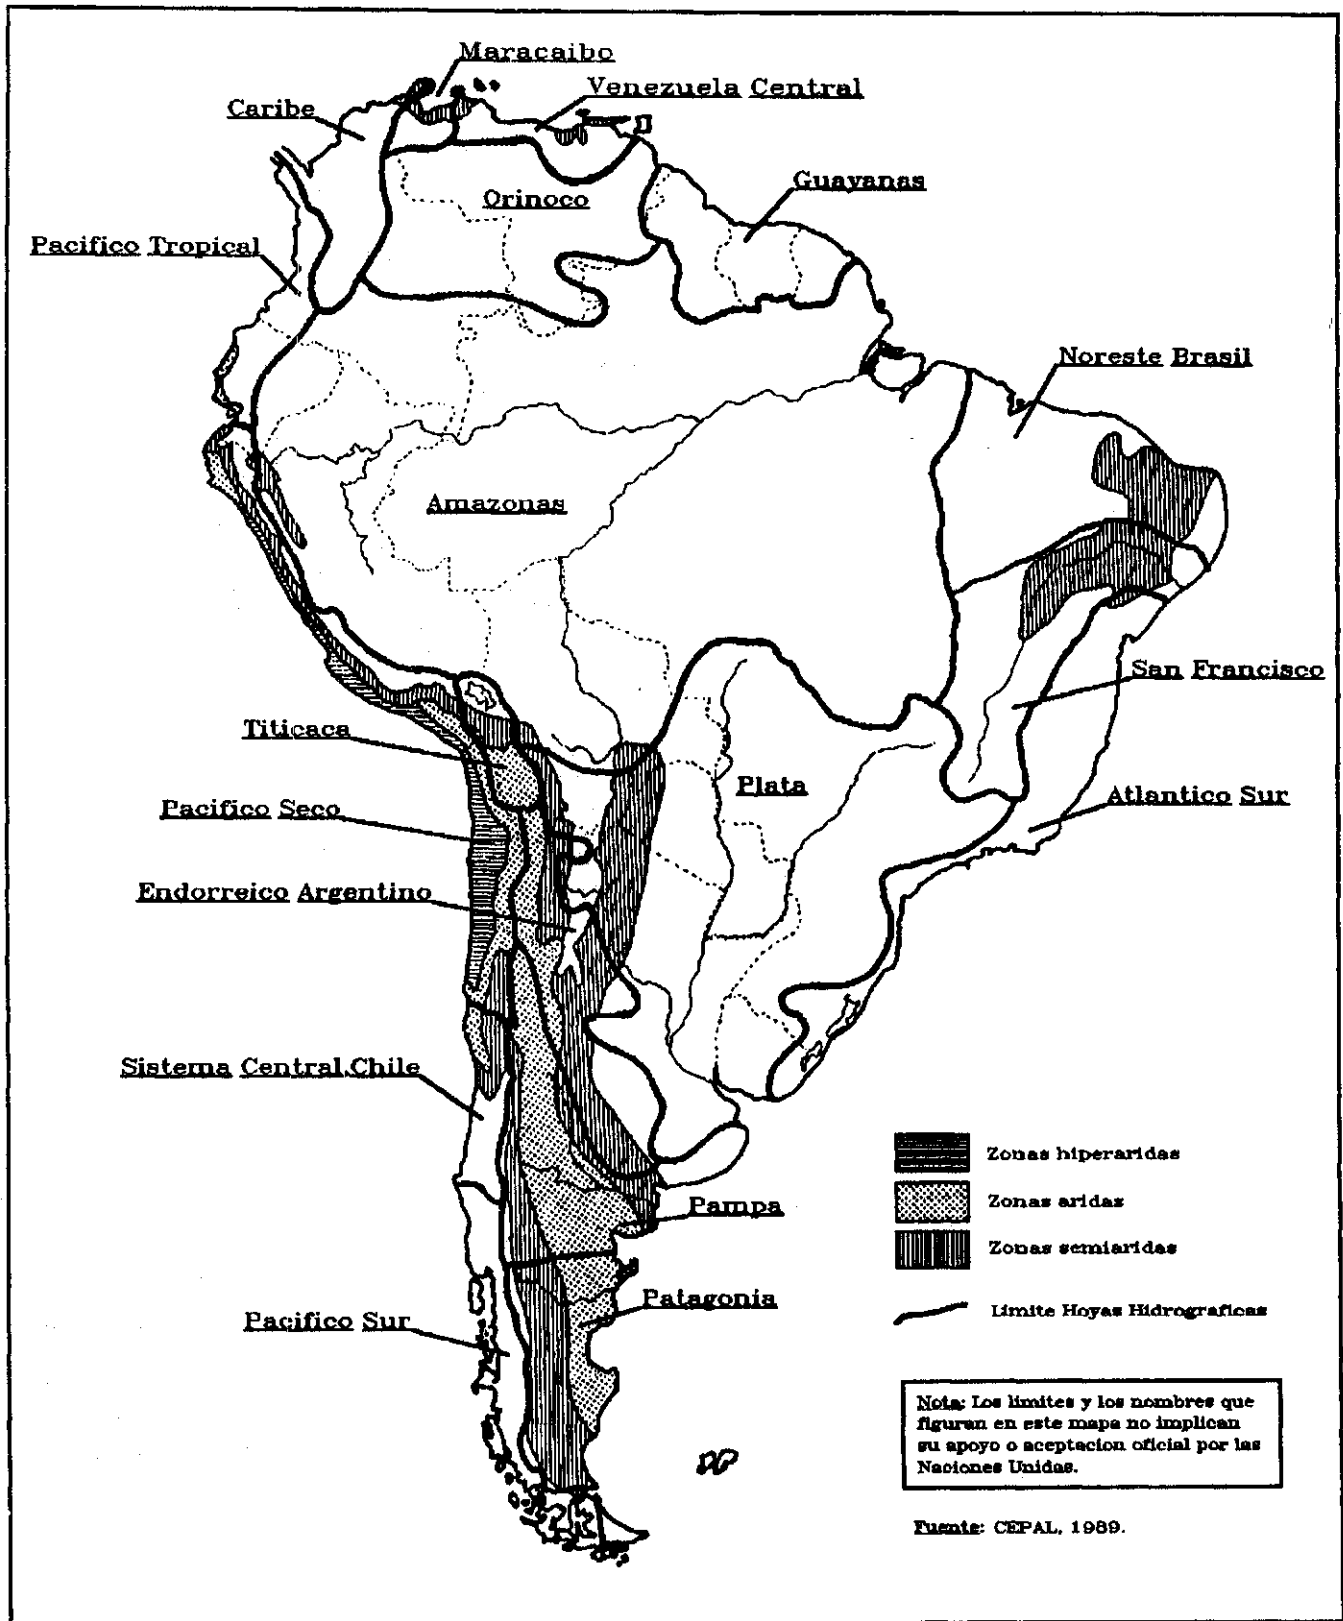 Maracaibo
Venezuela Central
Caribe
Guayanas
Orinoco
Pacifico Tropical
Noreste Brasil
Amazonas
San Francisco
Titicaca
Plata
Pacifico Seco
Atlantico Sur
Endorreico Argentino
Sistema Central Chile
Zonas hiperaridas
Zonas aridas
Pampa
Zonas semiaridas
Patagonia
Limite Hoyas Hidrograficas
Pacifico Sur
Nota: Los limites y los nombres que
figuran en este mapa no implican
su apoyo o aceptacion oficial por las
Naciones Unidas.
Fuente: CEPAL, 1989.